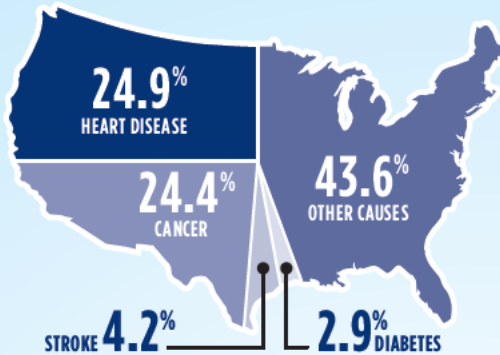 24.9%
HEART DISEASE
24.4%
CANCER
43.6%
OTHER CAUSES
STROKE 4.2%
2.9% DIABETES